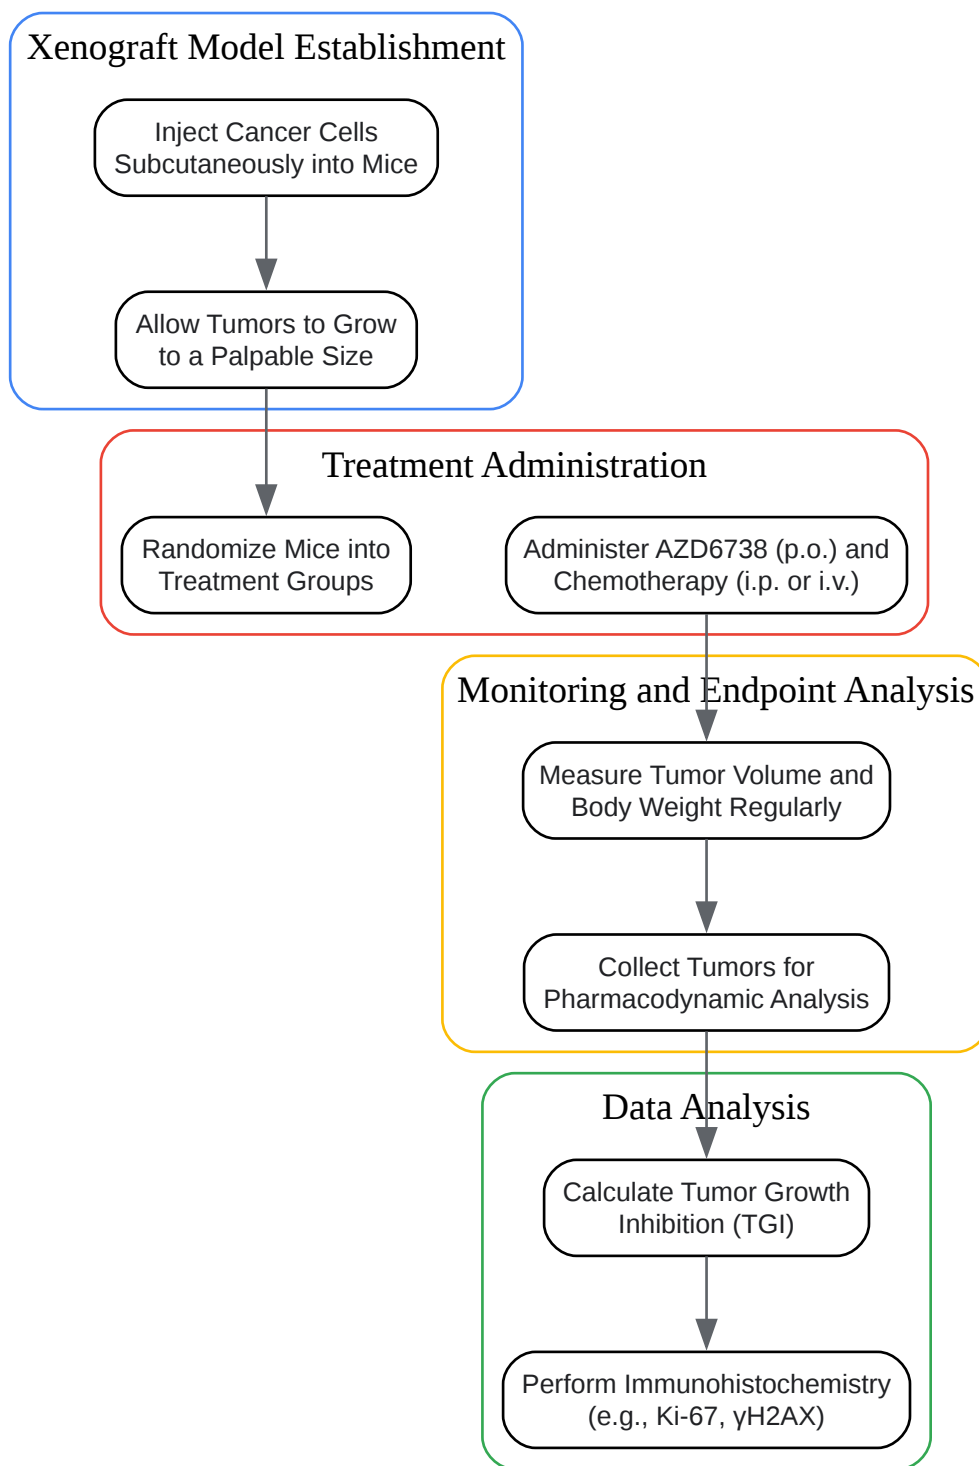 Xenograft Model Establishment
Inject Cancer Cells
Subcutaneously into Mice
Allow Tumors to Grow
to a Palpable Size
Treatment Administration
Randomize Mice into
Treatment Groups
Administer AZD6738 (p.o.) and
Chemotherapy (i.p. or i.v.)
Monitoring and Endpoint Analysis
Measure Tumor Volume and
Body Weight Regularly
Collect Tumors for
Pharmacodynamic Analysis
Data Analysis
Calculate Tumor Growth
Inhibition (TGI)
Perform Immunohistochemistry
(e.g., Ki-67, γH2AX)